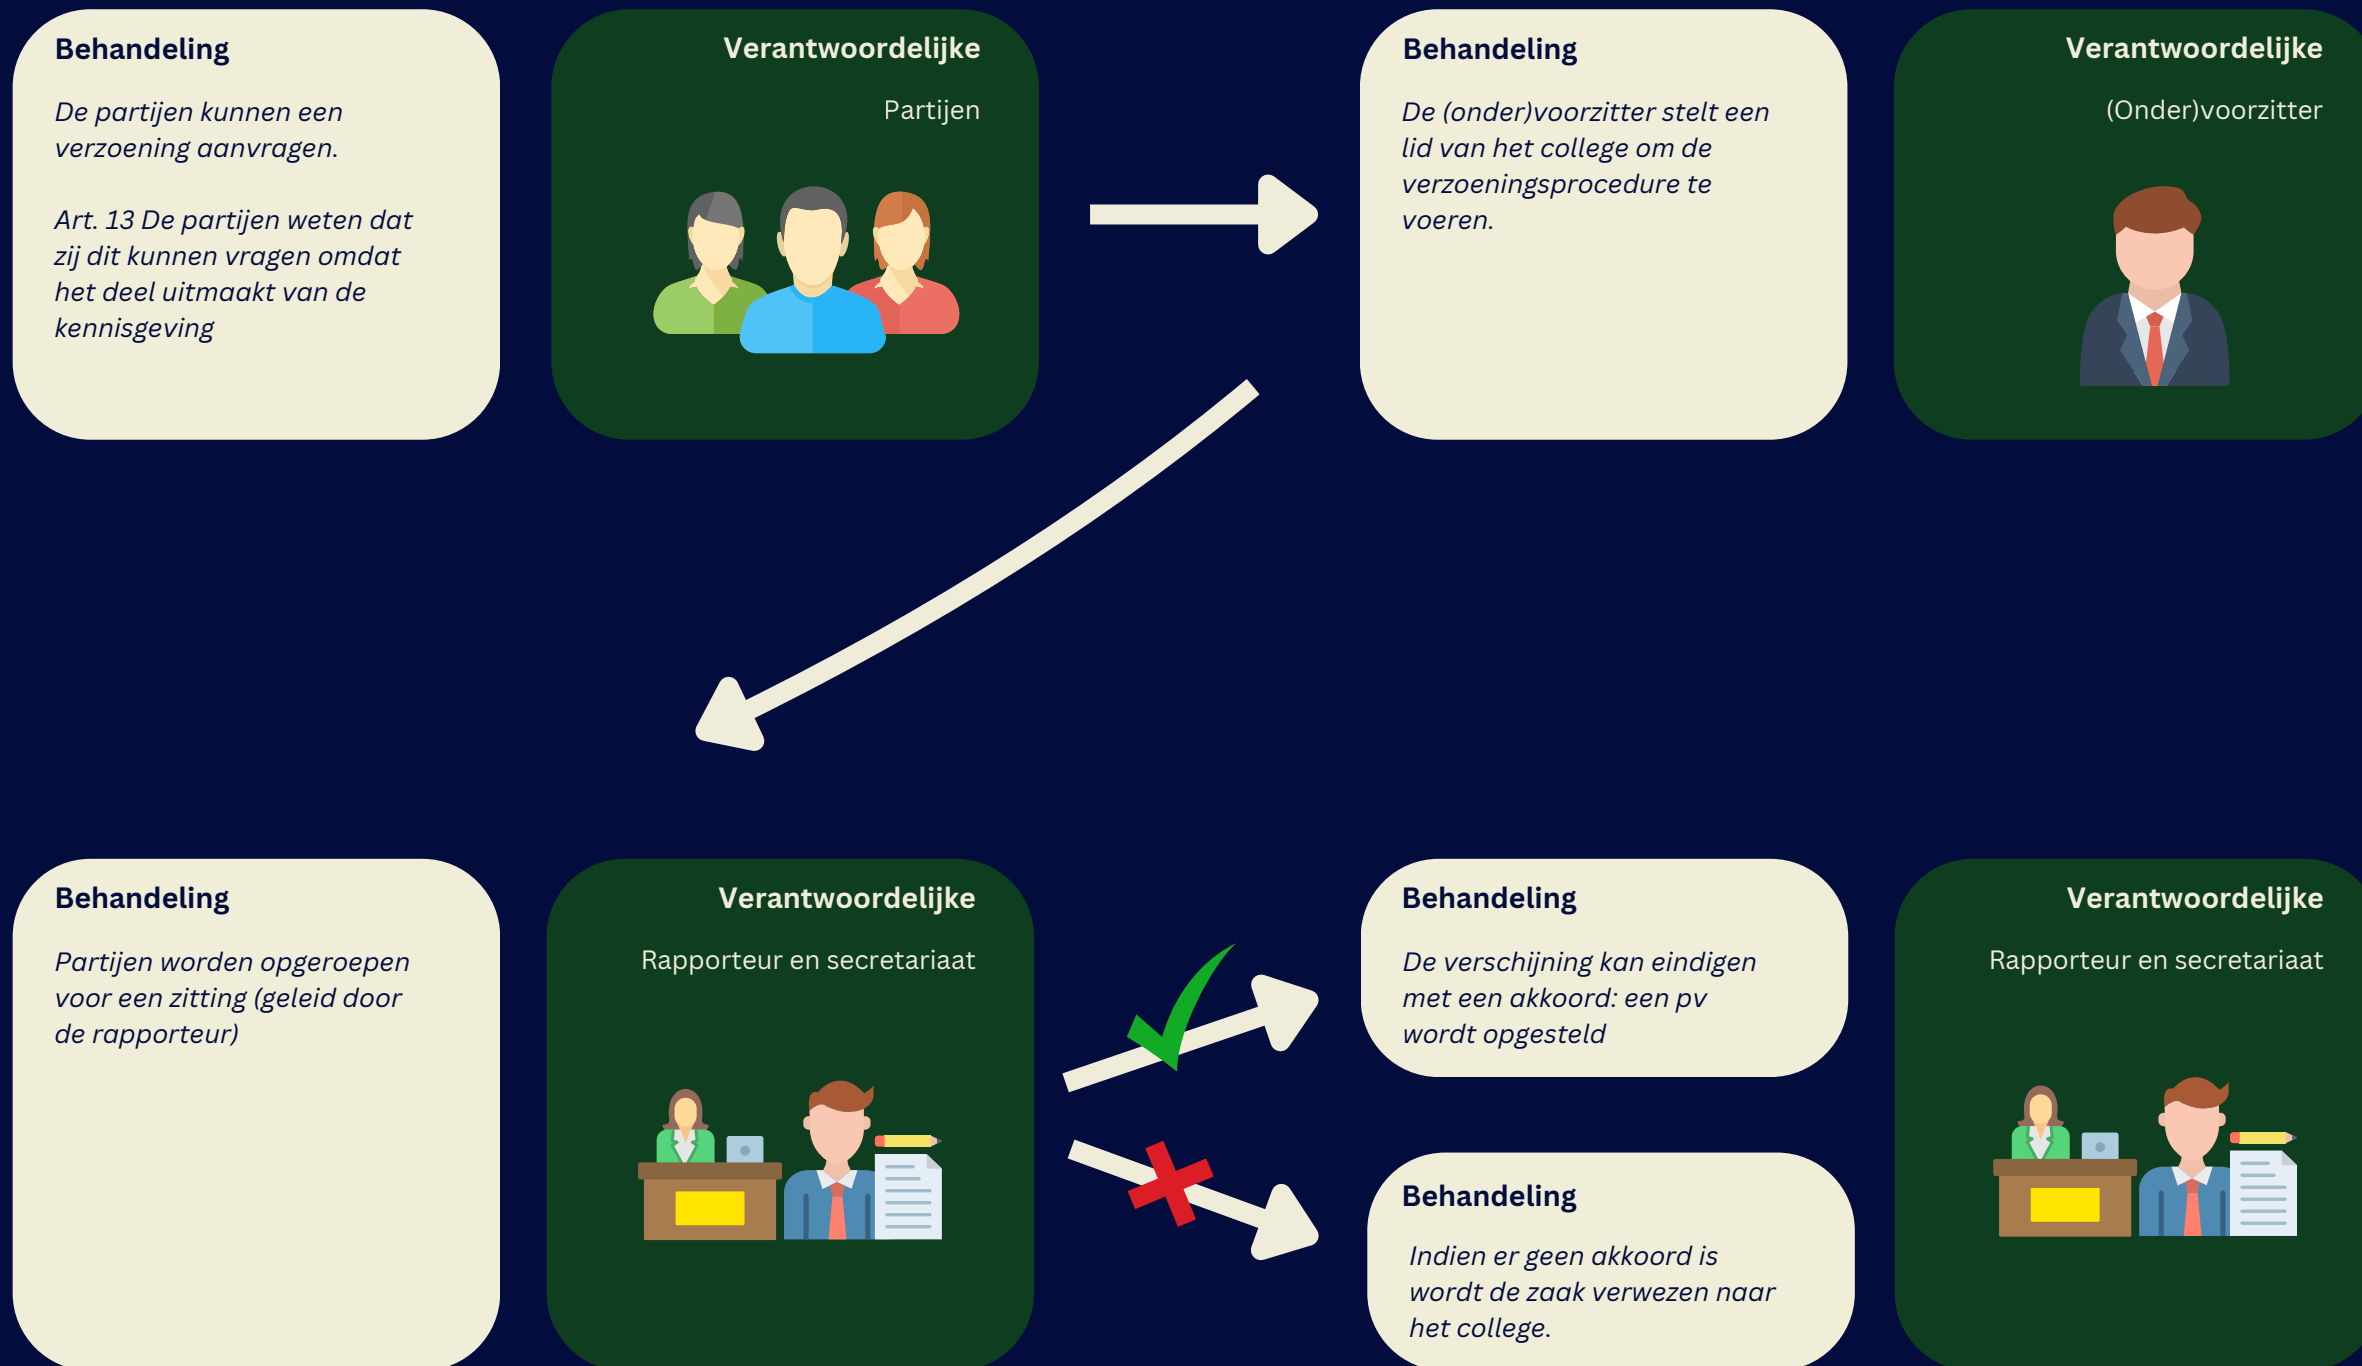 Behandeling
De partijen kunnen een
verzoening aanvragen.
Art. 13 De partijen weten dat
zij dit kunnen vragen omdat
het deel uitmaakt van de
kennisgeving
Verantwoordelijke
Partijen
Behandeling
De (onder)voorzitter stelt een
lid van het college om de
verzoeningsprocedure te
voeren.
Verantwoordelijke
(Onder)voorzitter
Behandeling
Partijen worden opgeroepen
voor een zitting (geleid door
de rapporteur)
Verantwoordelijke
Rapporteur en secretariaat
Behandeling
De verschijning kan eindigen
met een akkoord: een pv
wordt opgesteld
Behandeling
Indien er geen akkoord is
wordt de zaak verwezen naar
het college.
Verantwoordelijke
Rapporteur en secretariaat